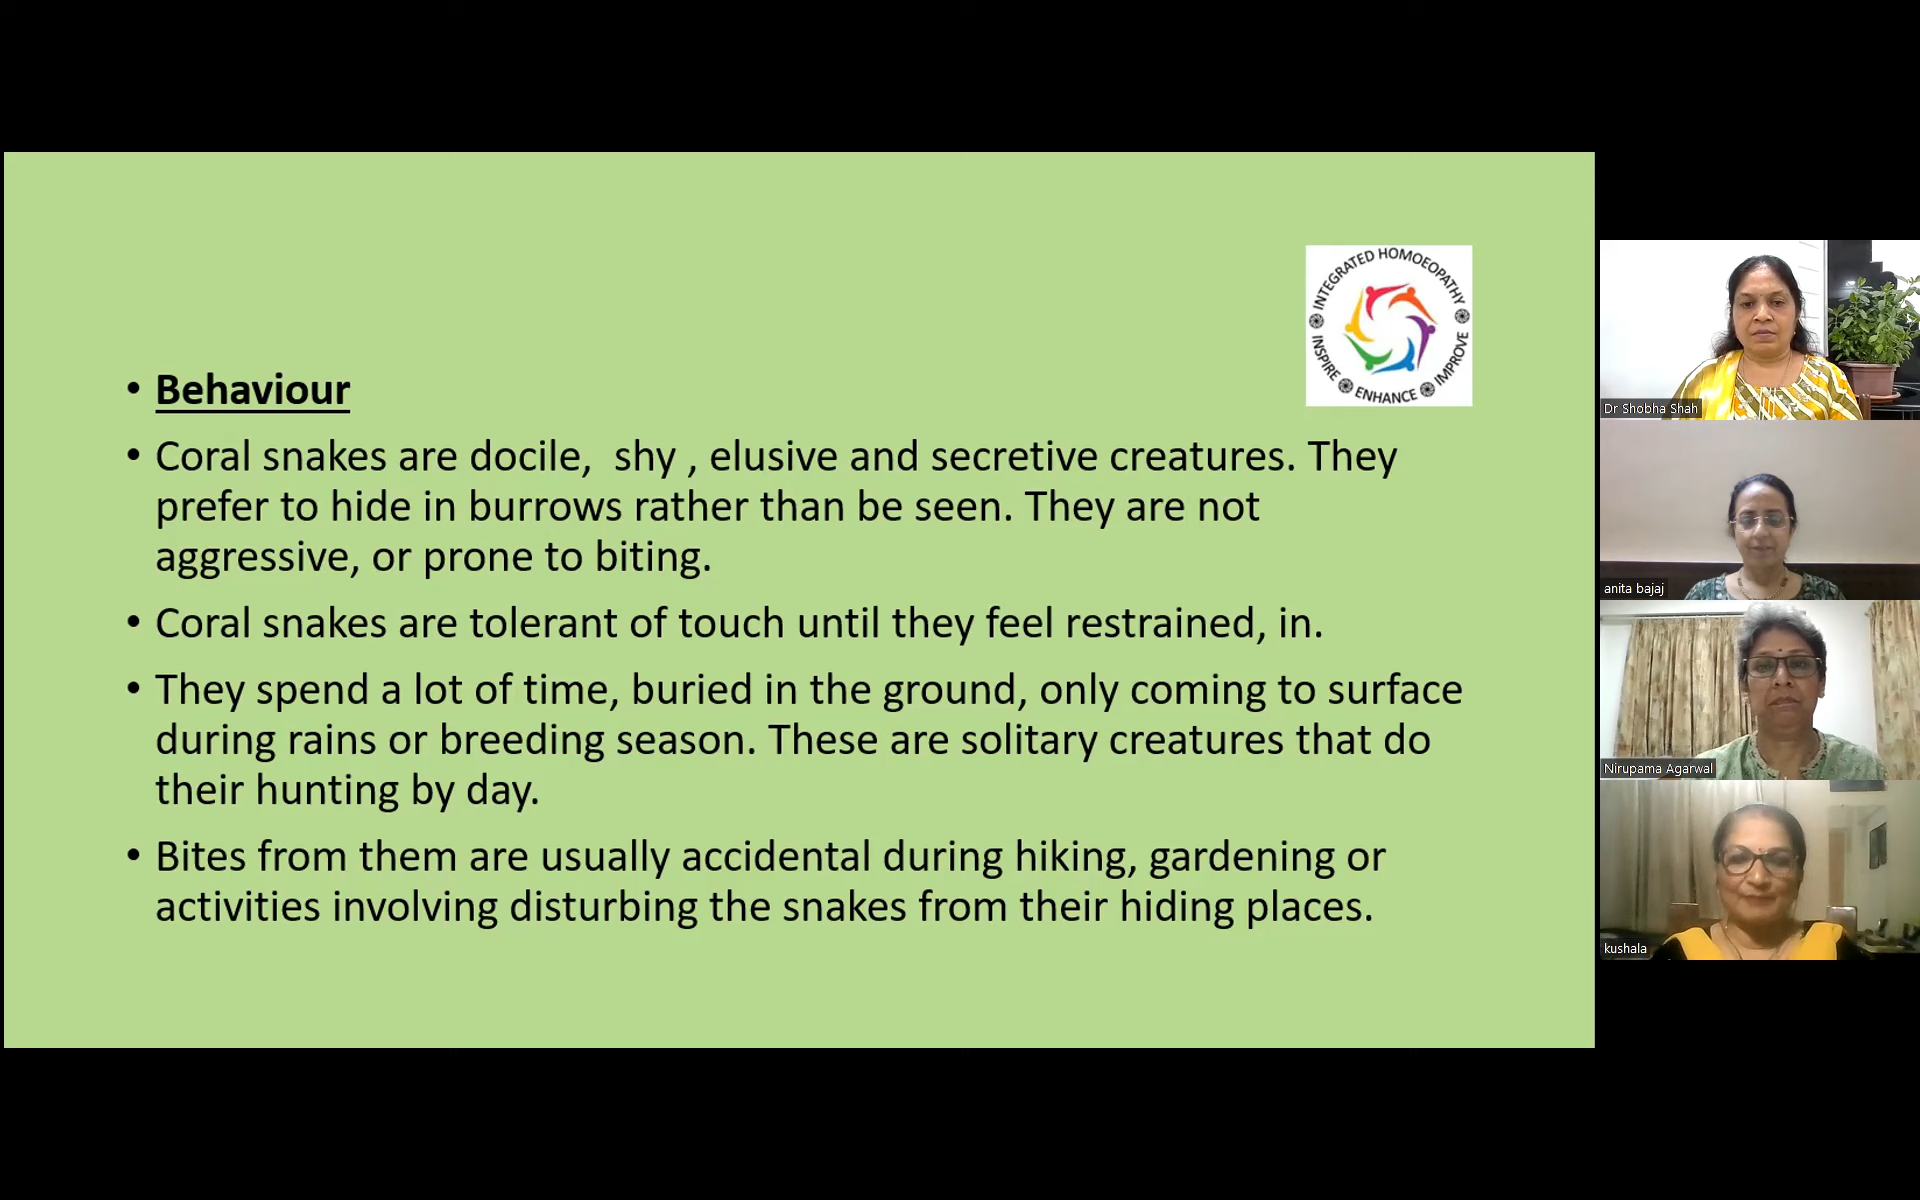 INTEGRATED HOMOEOPATHY
INSPIRE
ENHANCE
IMPROVE
• Behaviour
• Coral snakes are docile,  shy , elusive and secretive creatures. They
prefer to hide in burrows rather than be seen. They are not
aggressive, or prone to biting.
• Coral snakes are tolerant of touch until they feel restrained, in.
• They spend a lot of time, buried in the ground, only coming to surface
during rains or breeding season. These are solitary creatures that do
their hunting by day.
• Bites from them are usually accidental during hiking, gardening or
activities involving disturbing the snakes from their hiding places.
Dr Shobha Shah
anita bajaj
Nirupama Agarwal
kushala